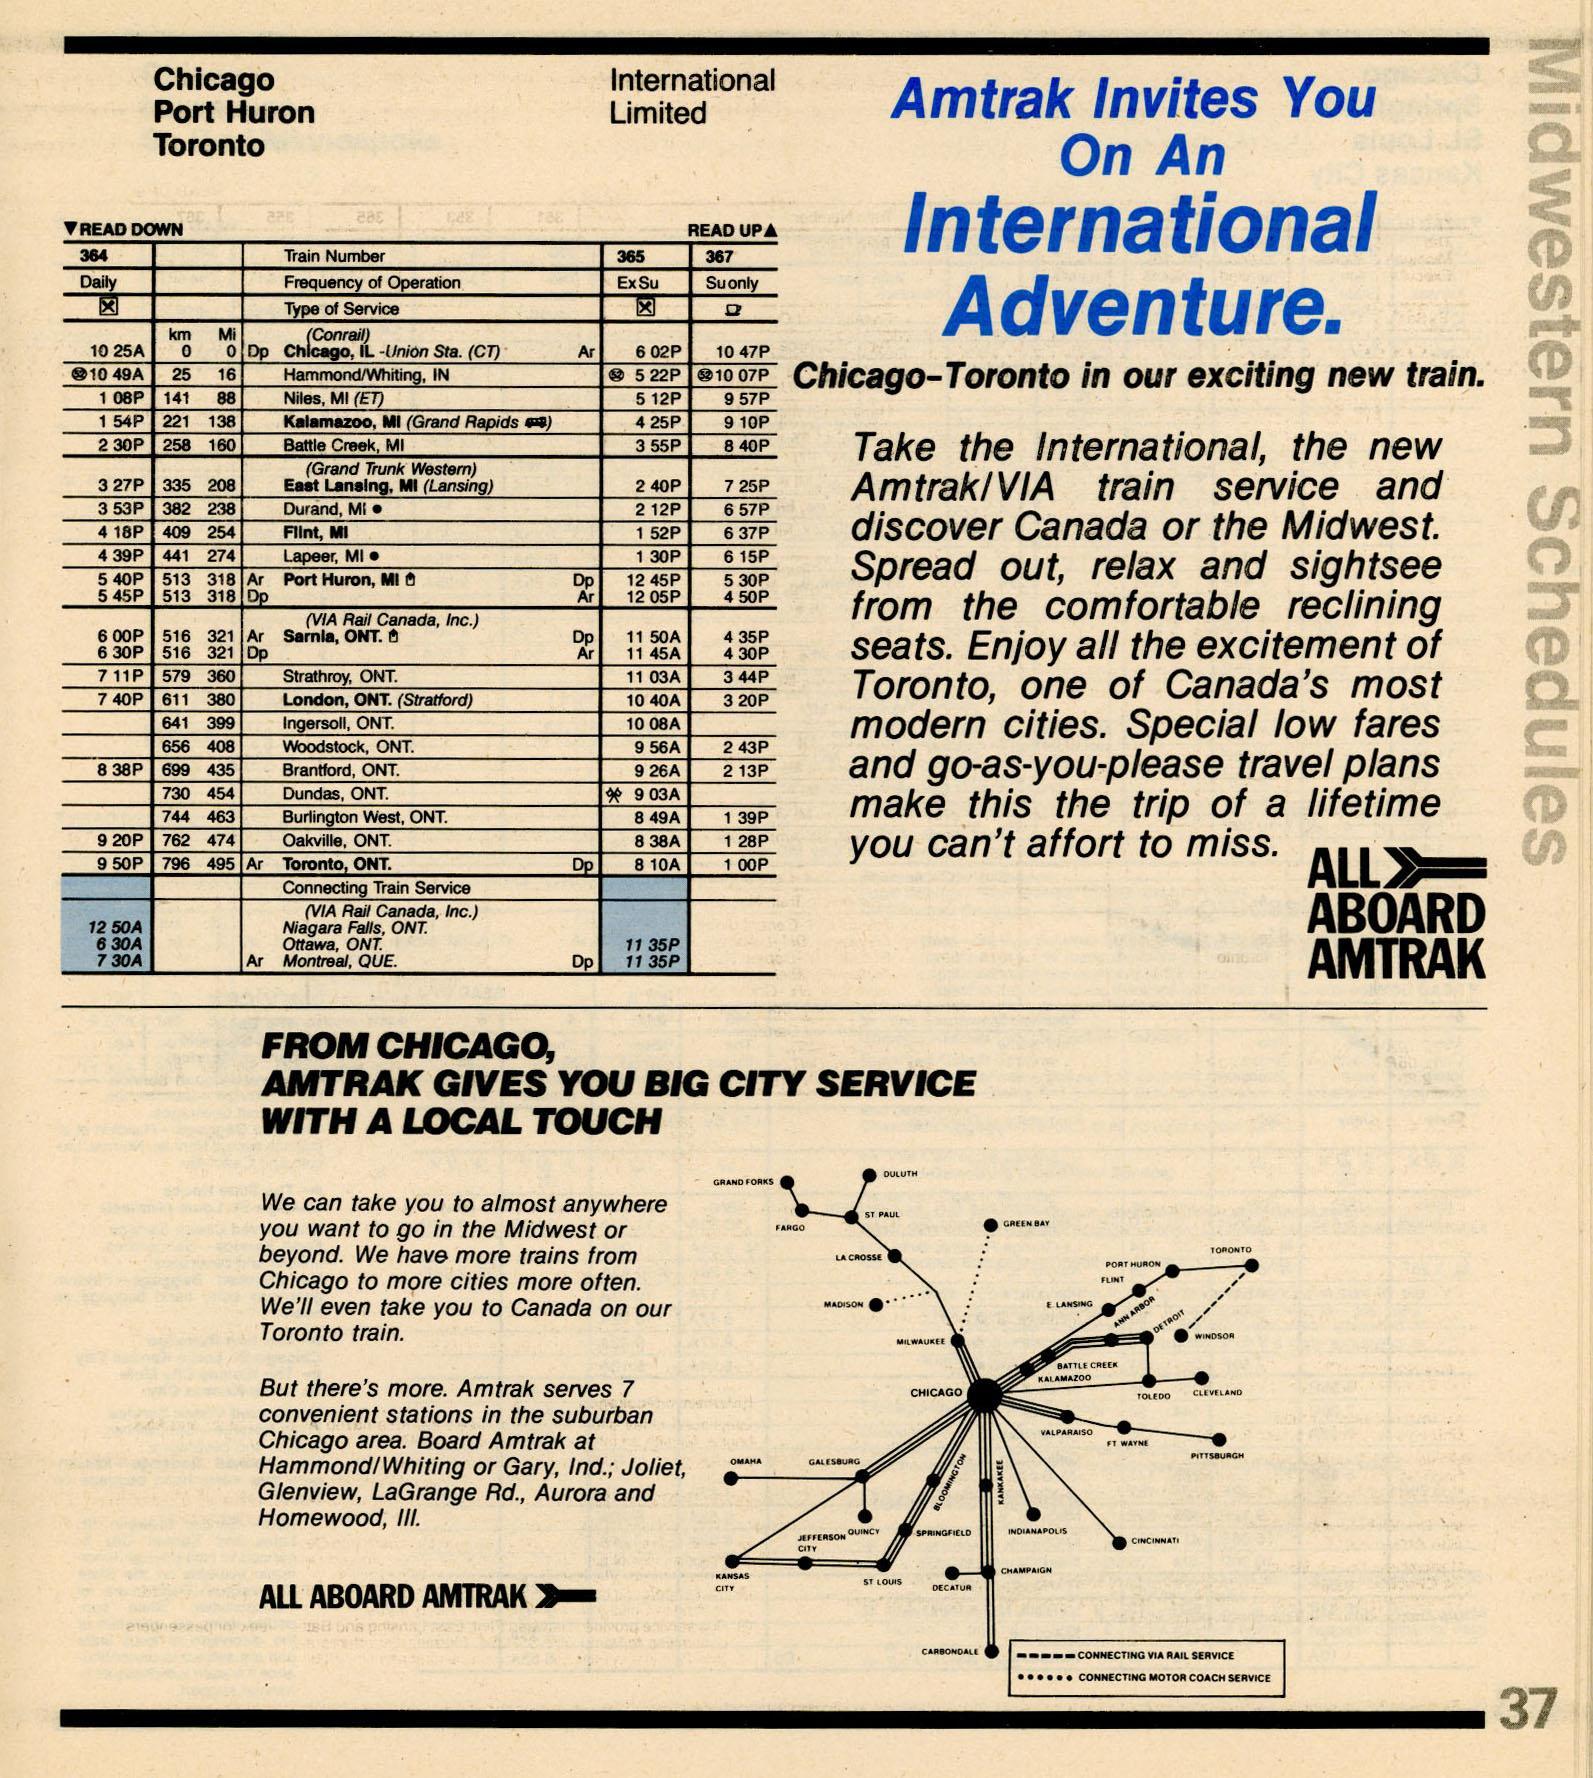 Chicago
Port Huron
Toronto
International
Limited
▼READ DOWN READ UP▲
364 Train Number 365 367
Daily Frequency of Operation Ex Su Su only
Type of Service
km Mi (Conrail)
10 25A 0 0 Dp Chicago, IL -Union Sta. (CT) Ar 6 02P 10 47P
52 10 49A 25 16 Hammond/Whiting, IN 52 5 22P 52 10 07P
1 08P 141 88 Niles, MI (ET) 5 12P 9 57P
1 54P 221 138 Kalamazoo, MI (Grand Rapids) 4 25P 9 10P
2 30P 258 160 Battle Creek, MI 3 55P 8 40P
(Grand Trunk Western)
3 27P 335 208 East Lansing, MI (Lansing) 2 40P 7 25P
3 53P 382 238 Durand, MI ● 2 12P 6 57P
4 18P 409 254 Flint, MI 1 52P 6 37P
4 39P 441 274 Lapeer, MI ● 1 30P 6 15P
5 40P 513 318 Ar Port Huron, MI Dp 12 45P 5 30P
5 45P 513 318 Dp Ar 12 05P 4 50P
(VIA Rail Canada, Inc.)
6 00P 516 321 Ar Sarnia, ONT. Dp 11 50A 4 35P
6 30P 516 321 Dp Ar 11 45A 4 30P
7 11P 579 360 Strathroy, ONT. 11 03A 3 44P
7 40P 611 380 London, ONT. (Stratford) 10 40A 3 20P
641 399 Ingersoll, ONT. 10 08A
656 408 Woodstock, ONT. 9 56A 2 43P
8 38P 699 435 Brantford, ONT. 9 26A 2 13P
730 454 Dundas, ONT. 9 03A
744 463 Burlington West, ONT. 8 49A 1 39P
9 20P 762 474 Oakville, ONT. 8 38A 1 28P
9 50P 796 495 Ar Toronto, ONT. Dp 8 10A 1 00P
Connecting Train Service
(VIA Rail Canada, Inc.)
12 50A Niagara Falls, ONT.
6 30A Ottawa, ONT. 11 35P
7 30A Ar Montreal, QUE. Dp 11 35P
Amtrak Invites You
On An
International
Adventure.
Chicago-Toronto in our exciting new train.
Take the International, the new
Amtrak/VIA train service and
discover Canada or the Midwest.
Spread out, relax and sightsee
from the comfortable reclining
seats. Enjoy all the excitement of
Toronto, one of Canada's most
modern cities. Special low fares
and go-as-you-please travel plans
make this the trip of a lifetime
you can't affort to miss.
ALL
ABOARD
AMTRAK
Midwestern Schedules
FROM CHICAGO,
AMTRAK GIVES YOU BIG CITY SERVICE
WITH A LOCAL TOUCH
We can take you to almost anywhere
you want to go in the Midwest or
beyond. We have more trains from
Chicago to more cities more often.
We'll even take you to Canada on our
Toronto train.
But there's more. Amtrak serves 7
convenient stations in the suburban
Chicago area. Board Amtrak at
Hammond/Whiting or Gary, Ind.; Joliet,
Glenview, LaGrange Rd., Aurora and
Homewood, Ill.
ALL ABOARD AMTRAK
GRAND FORKS
DULUTH
FARGO
ST. PAUL
GREEN BAY
LA CROSSE
TORONTO
PORT HURON
FLINT
MADISON
E. LANSING
ANN ARBOR
DETROIT
WINDSOR
MILWAUKEE
BATTLE CREEK
KALAMAZOO
CHICAGO
TOLEDO
CLEVELAND
VALPARAISO
FT WAYNE
PITTSBURGH
OMAHA
GALESBURG
BLOOMINGTON
KANKAKEE
QUINCY
JEFFERSON
CITY
SPRINGFIELD
INDIANAPOLIS
CINCINNATI
KANSAS
CITY
ST LOUIS
DECATUR
CHAMPAIGN
CARBONDALE
CONNECTING VIA RAIL SERVICE
CONNECTING MOTOR COACH SERVICE
37